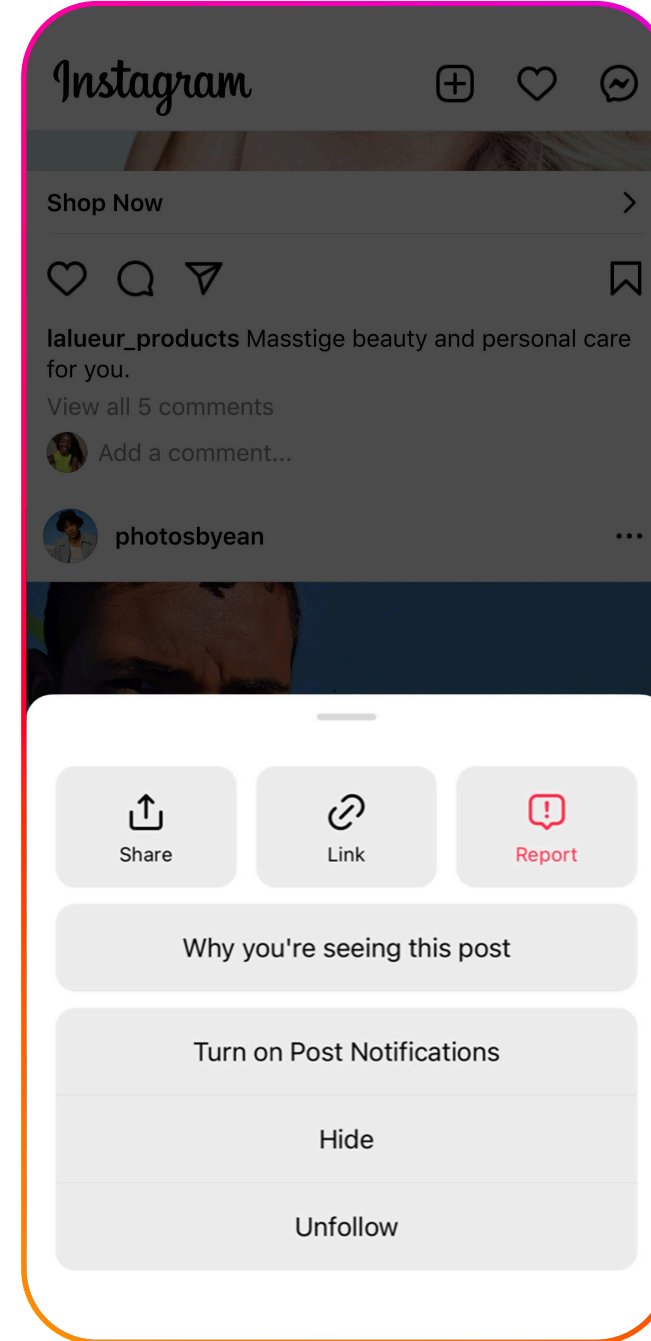 Instagram
Shop Now
lalueur_products Masstige beauty and personal care
for you.
View all 5 comments
Add a comment...
photosbyean
Share
Link
Report
Why you're seeing this post
Turn on Post Notifications
Hide
Unfollow